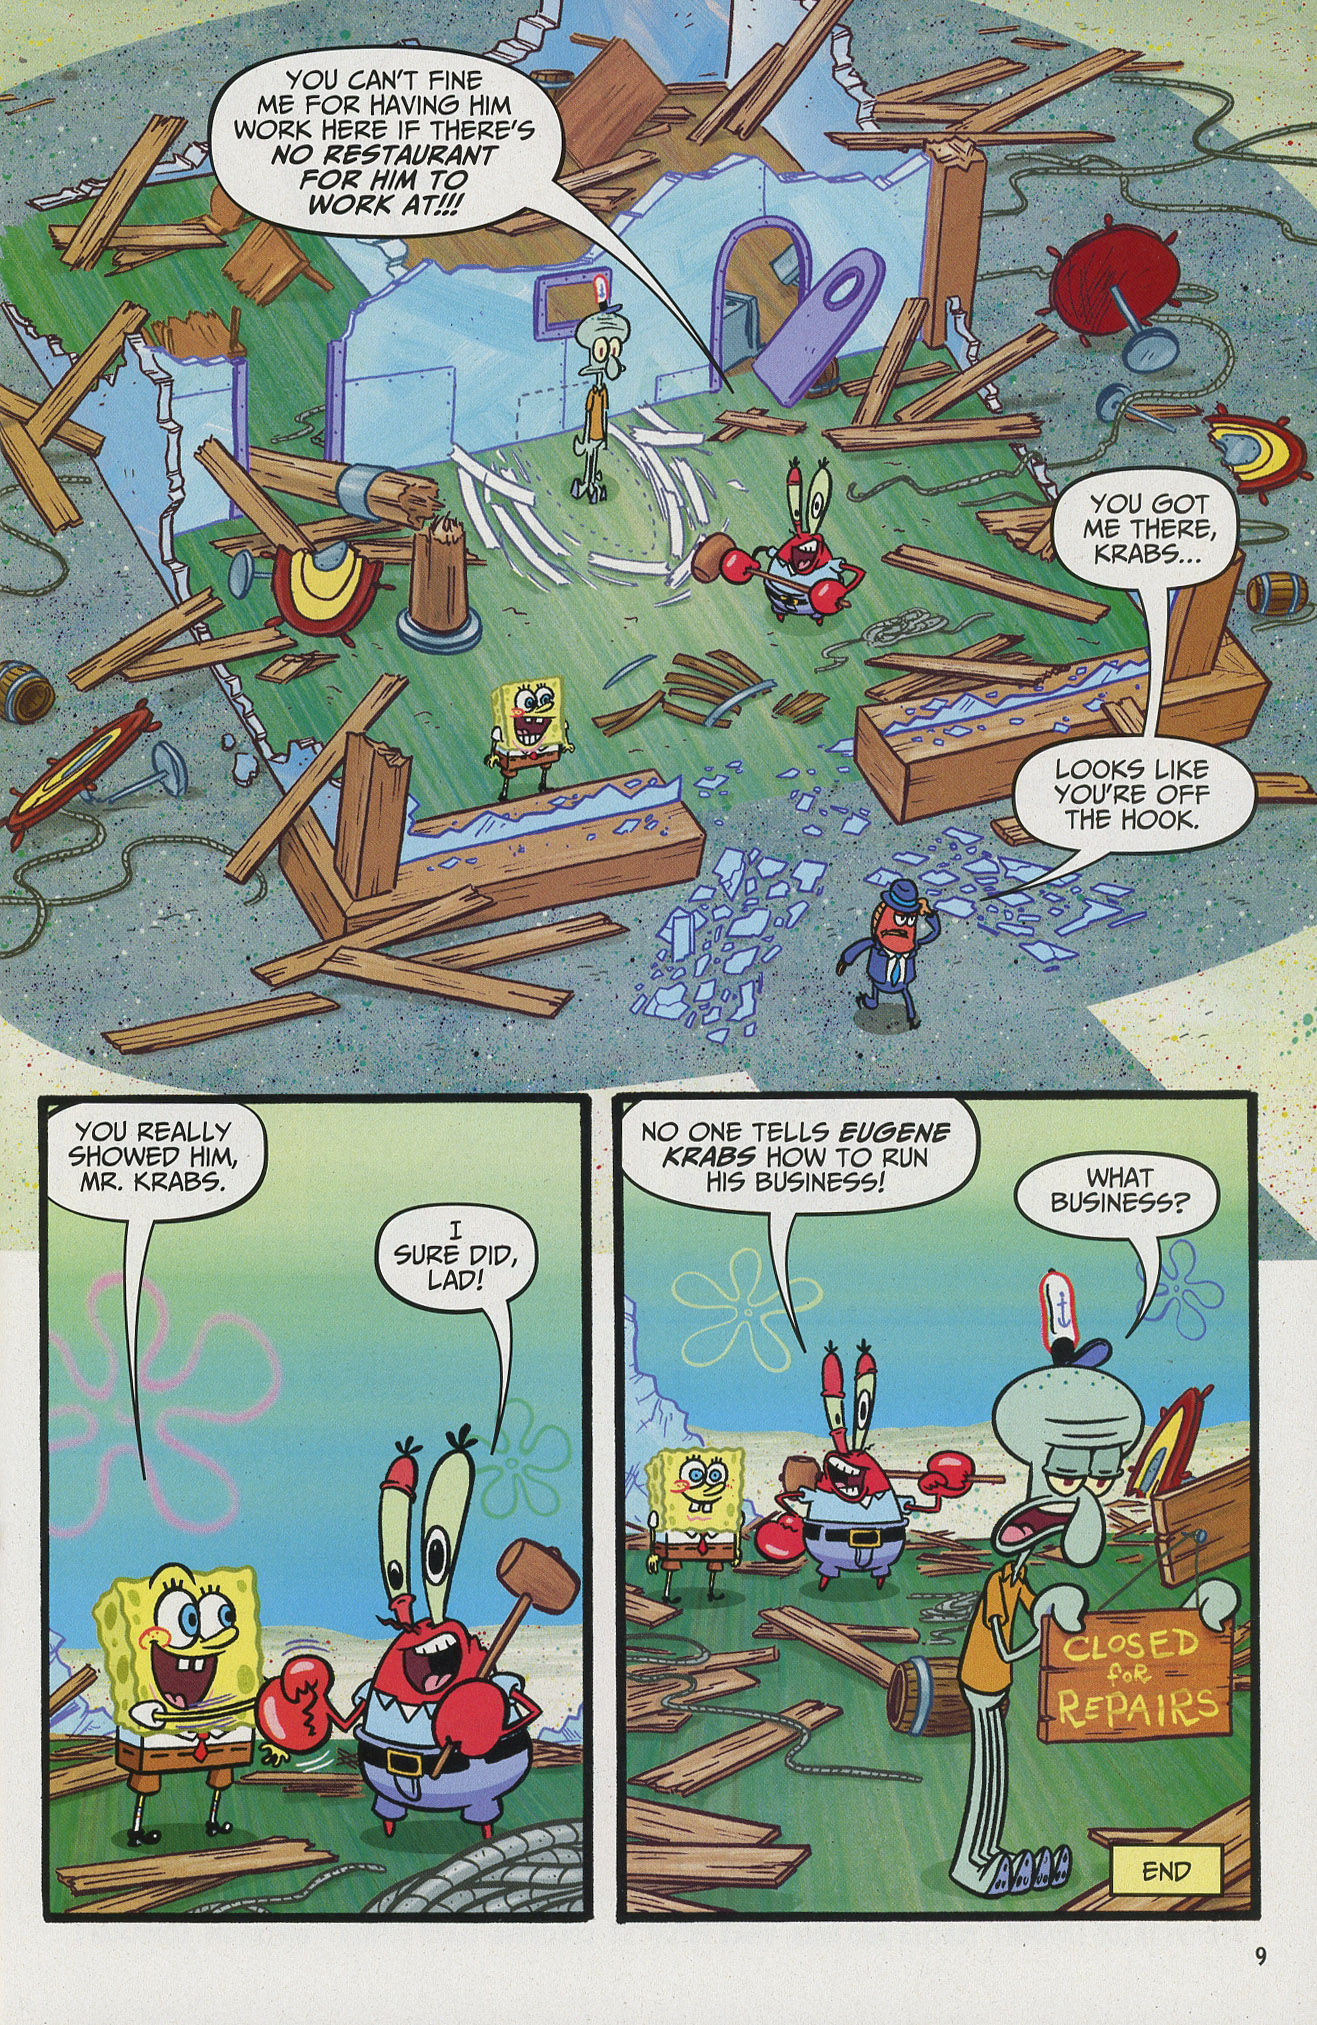 YOU CAN'T FINE
ME FOR HAVING HIM
WORK HERE IF THERE'S
NO RESTAURANT
FOR HIM TO
WORK AT!!!
YOU GOT
ME THERE,
KRABS...
LOOKS LIKE
YOU'RE OFF
THE HOOK.
YOU REALLY
SHOWED HIM,
MR. KRABS.
I
SURE DID,
LAD!
NO ONE TELLS EUGENE
KRABS HOW TO RUN
HIS BUSINESS!
WHAT
BUSINESS?
CLOSED
FOR
REPAIRS
END
9